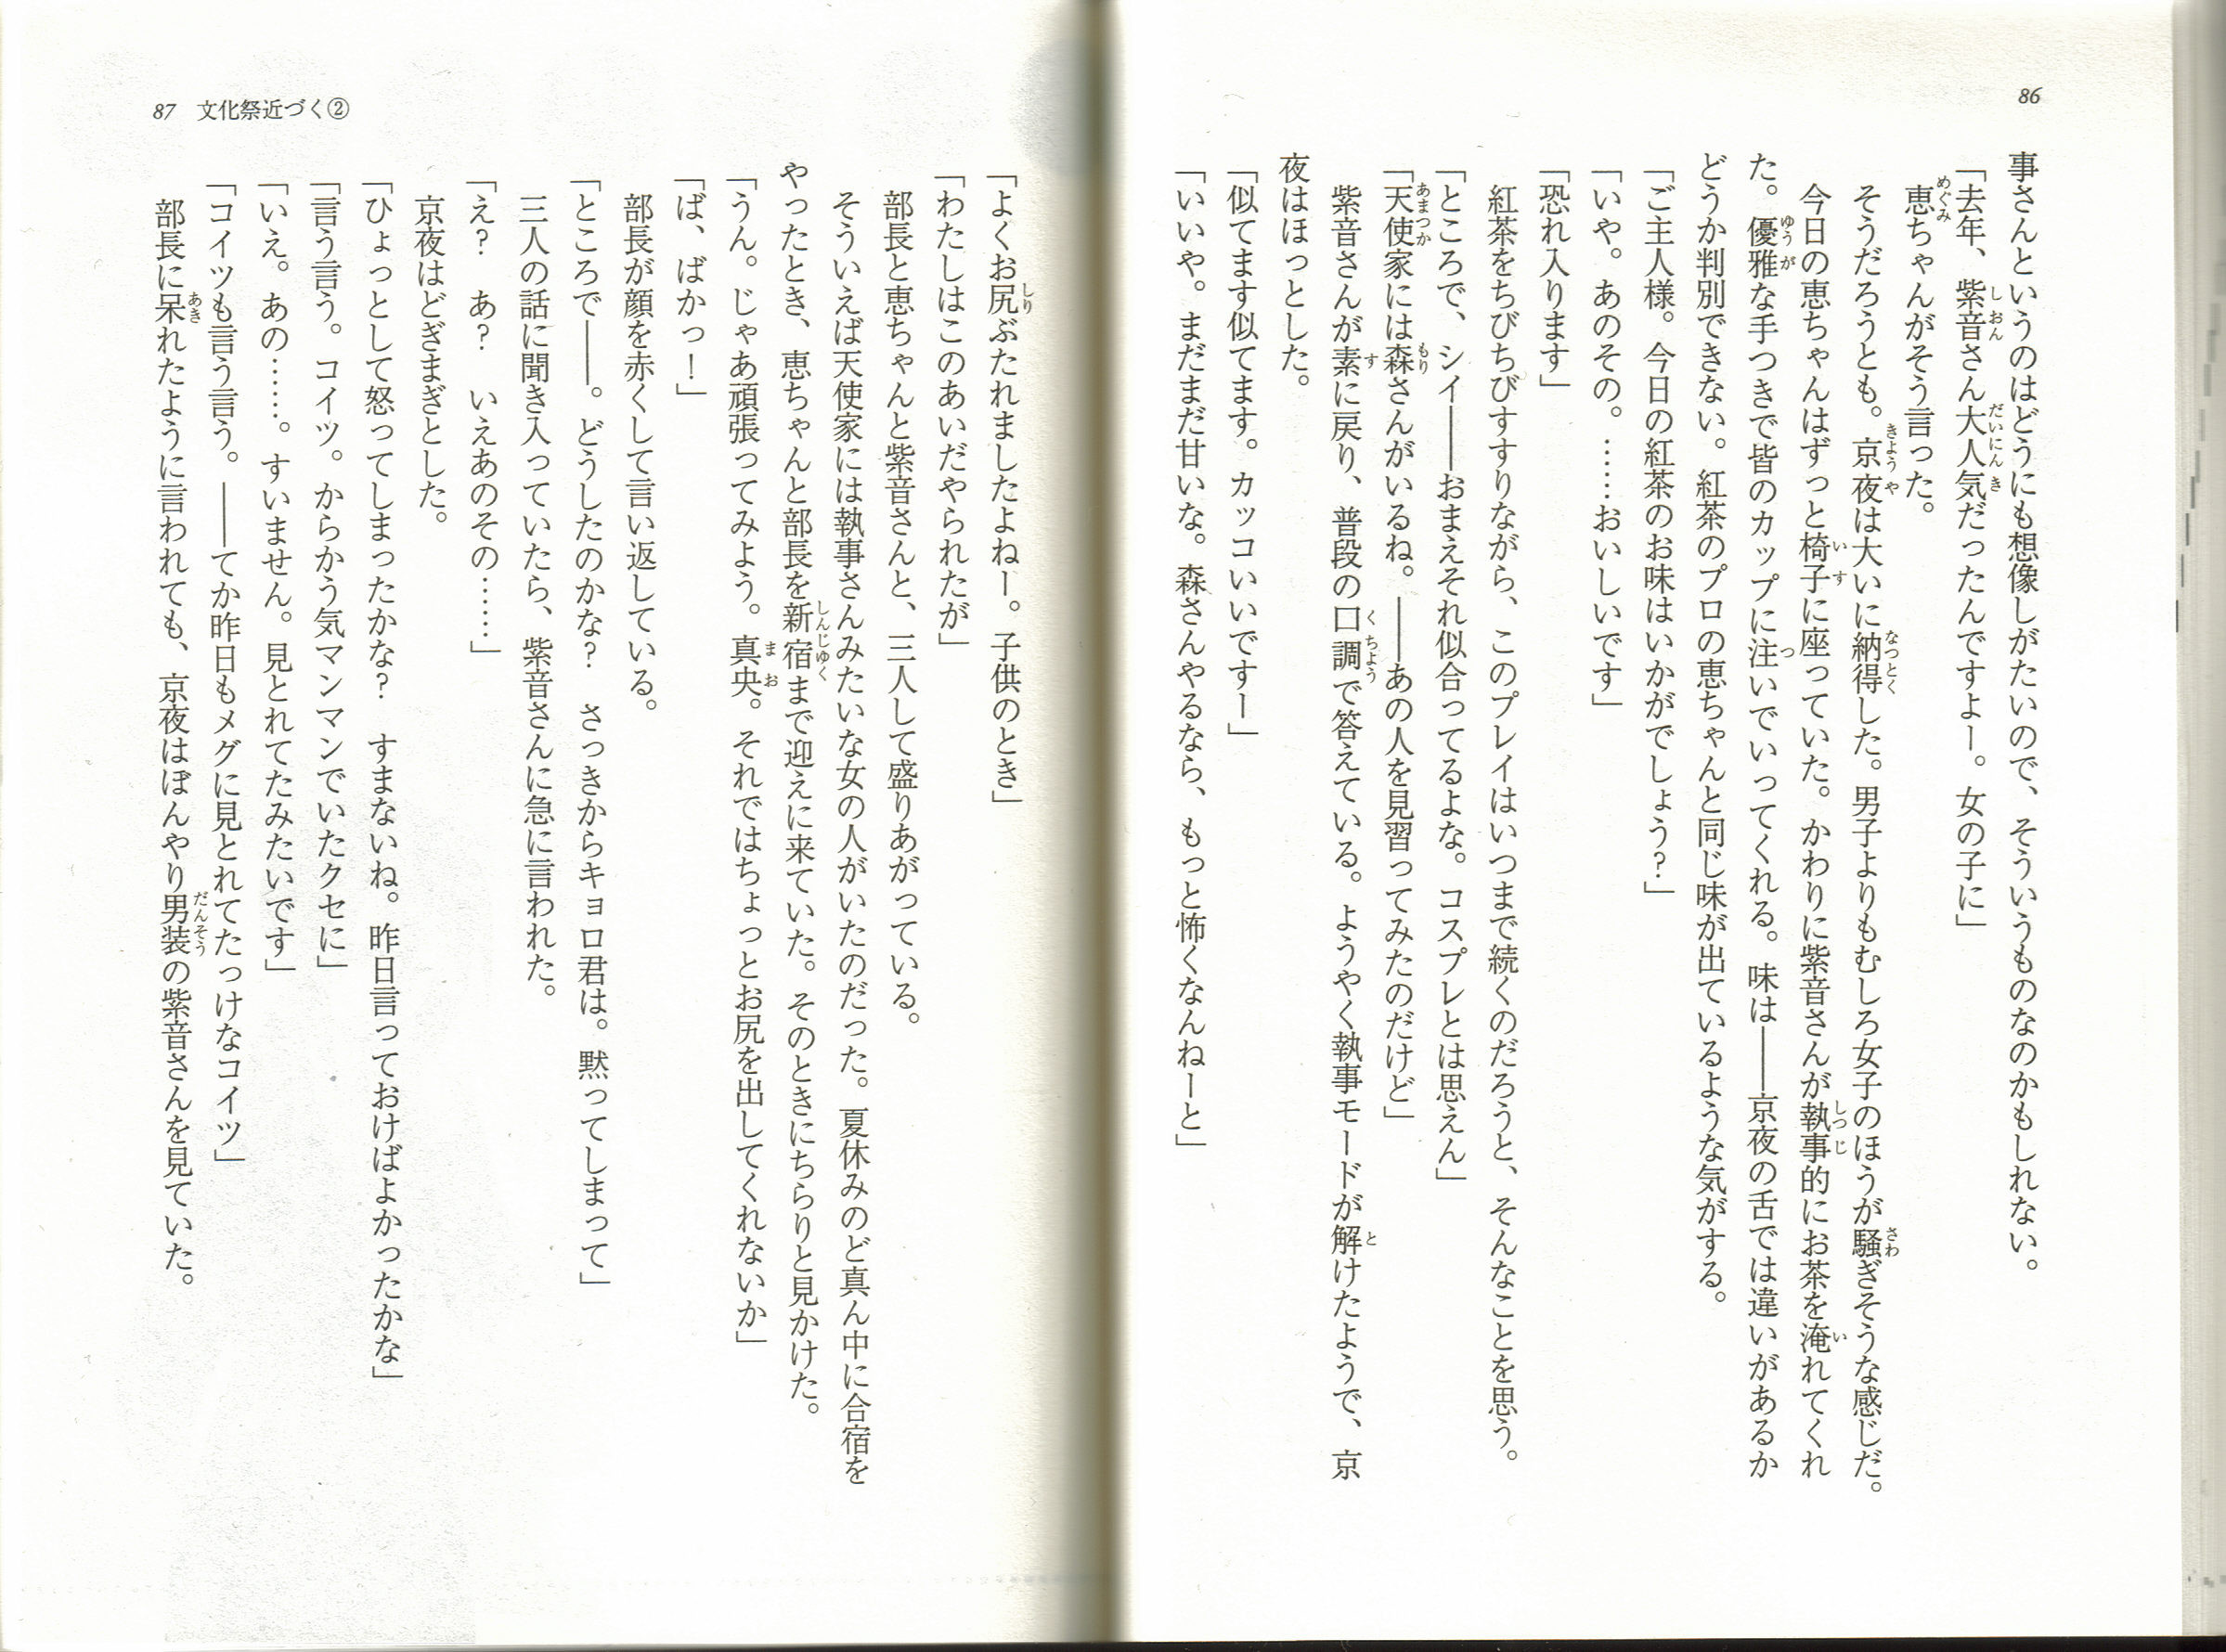 86
事さんというのはどうにも想像しがたいので、そういうものなのかもしれない。
「去年、紫音さん大人気だったんですよー。女の子に」
恵ちゃんがそう言った。
そうだろうとも。京夜は大いに納得した。男子よりもむしろ女子のほうが騒ぎそうな感じだ。
今日の恵ちゃんはずっと椅子に座っていた。かわりに紫音さんが執事的にお茶を淹れてくれ
た。優雅な手つきで皆のカップに注いでいってくれる。味は――京夜の舌では違いがあるか
どうか判別できない。紅茶のプロの恵ちゃんと同じ味が出ているような気がする。
「ご主人様。今日の紅茶のお味はいかがでしょう？」
「いや。あのその。……おいしいです」
「恐れ入ります」
紅茶をちびちびすすりながら、このプレイはいつまで続くのだろうと、そんなことを思う。
「ところで、シイ――おまえそれ似合ってるよな。コスプレとは思えん」
「天使家には森さんがいるね。――あの人を見習ってみたのだけど」
紫音さんが素に戻り、普段の口調で答えている。ようやく執事モードが解けたようで、京
夜はほっとした。
「似てます似てます。カッコいいですー」
「いいや。まだまだ甘いな。森さんやるなら、もっと怖くなんねーと」
87 文化祭近づく②
「よくお尻ぶたれましたよねー。子供のとき」
「わたしはこのあいだやられたが」
部長と恵ちゃんと紫音さんと、三人して盛りあがっている。
そういえば天使家には執事さんみたいな女の人がいたのだった。夏休みのど真ん中に合宿を
やったとき、恵ちゃんと部長を新宿まで迎えに来ていた。そのときにちらりと見かけた。
「うん。じゃあ頑張ってみよう。真央。それではちょっとお尻を出してくれないか」
「ば、ばかっ！」
部長が顔を赤くして言い返している。
「ところで――。どうしたのかな？　さっきからキョロ君は。黙ってしまって」
三人の話に聞き入っていたら、紫音さんに急に言われた。
「え？　あ？　いえあのその……」
京夜はどぎまぎとした。
「ひょっとして怒ってしまったかな？　すまないね。昨日言っておけばよかったかな」
「言う言う。コイツ。からかう気マンマンでいたクセに」
「いえ。あの……。すいません。見とれてたみたいです」
「コイツも言う言う。――てか昨日もメグに見とれてたっけなコイツ」
部長に呆れたように言われても、京夜はぼんやり男装の紫音さんを見ていた。